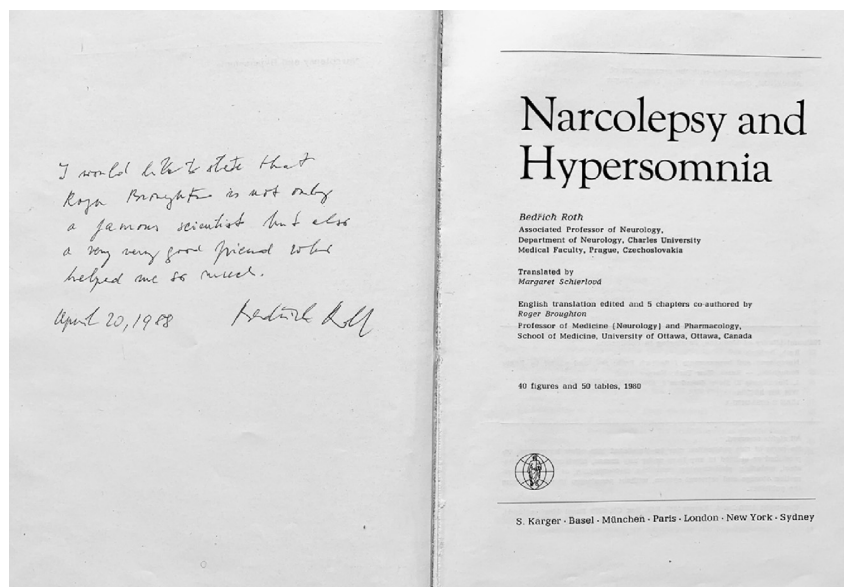 I would like to state that
Roger Broughton is not only
a famous scientist but also
a very very good friend who
helped me so much.
April 20, 1988 Bedřich Roth
Narcolepsy and
Hypersomnia
Bedřich Roth
Associated Professor of Neurology,
Department of Neurology, Charles University
Medical Faculty, Prague, Czechoslovakia
Translated by
Margaret Schierlová
English translation edited and 5 chapters co-authored by
Roger Broughton
Professor of Medicine (Neurology) and Pharmacology,
School of Medicine, University of Ottawa, Ottawa, Canada
40 figures and 50 tables, 1980
S. Karger · Basel · München · Paris · London · New York · Sydney